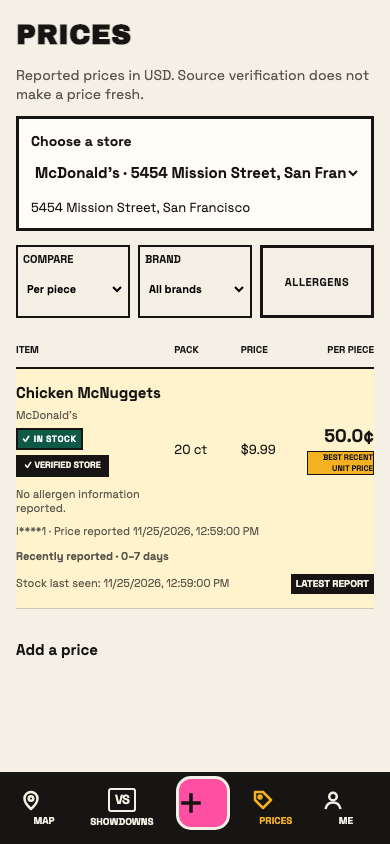 PRICES
Reported prices in USD. Source verification does not
make a price fresh.
Choose a store
McDonald's · 5454 Mission Street, San Fran
5454 Mission Street, San Francisco
COMPARE
Per piece
BRAND
All brands
ALLERGENS
ITEM PACK PRICE PER PIECE
Chicken McNuggets
McDonald's
✓ IN STOCK
✓ VERIFIED STORE
20 ct $9.99 50.0¢
BEST RECENT
UNIT PRICE
No allergen information
reported.
l****1 · Price reported 11/25/2026, 12:59:00 PM
Recently reported · 0–7 days
Stock last seen: 11/25/2026, 12:59:00 PM LATEST REPORT
Add a price
VS
+
MAP SHOWDOWNS PRICES ME